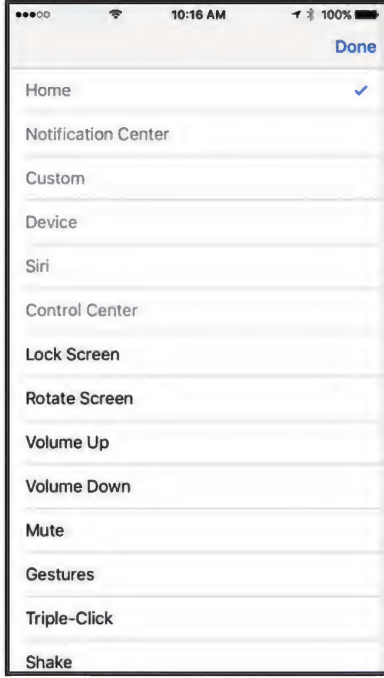 10:16 AM 100%
Done
Home
Notification Center
Custom
Device
Siri
Control Center
Lock Screen
Rotate Screen
Volume Up
Volume Down
Mute
Gestures
Triple-Click
Shake